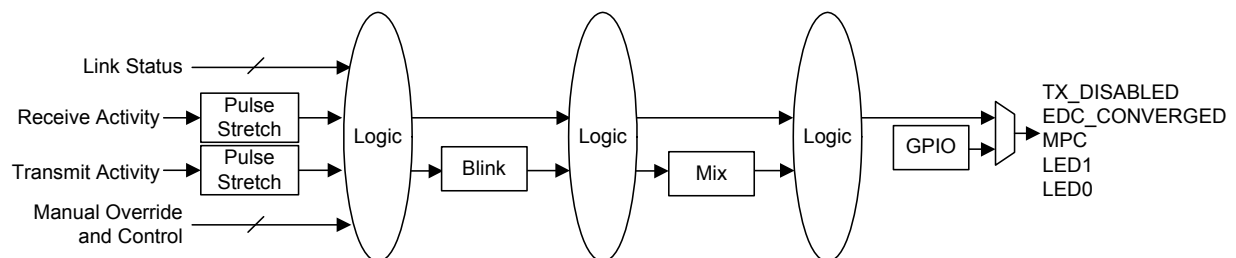 Link Status
Receive Activity
Pulse
Stretch
Transmit Activity
Pulse
Stretch
Manual Override
and Control
Logic
Blink
Logic
Mix
Logic
GPIO
TX_DISABLED
EDC_CONVERGED
MPC
LED1
LED0